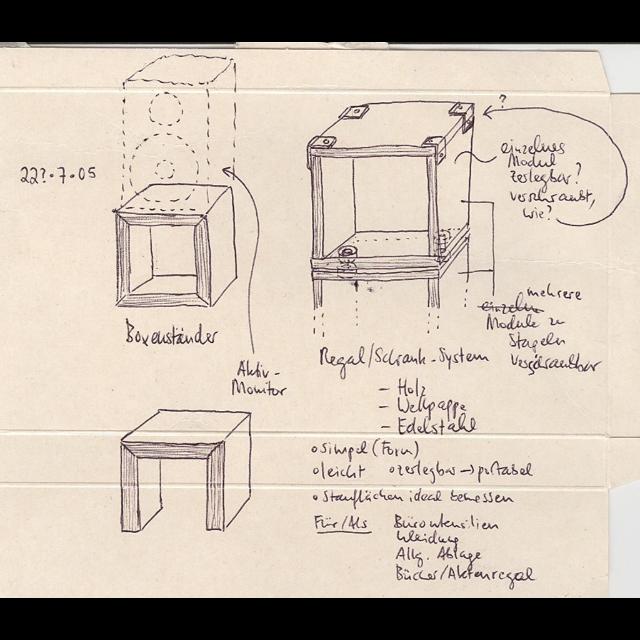 22?.7.05
?
einzelnes
Modul
zerlegbar?
verschraubt,
wie?
mehrere
einzelne
Module zu
Stapeln
verschraubbar
Boxenständer
Aktiv-
Monitor
Regal/Schrank-System
- Holz
- Wellpappe
- Edelstahl
o simpel (Form)
o leicht o zerlegbar → portabel
o Stauflächen ideal bemessen
Für/Als Büroutensilien
Kleidung
Allg. Ablage
Bücher/Aktenregal